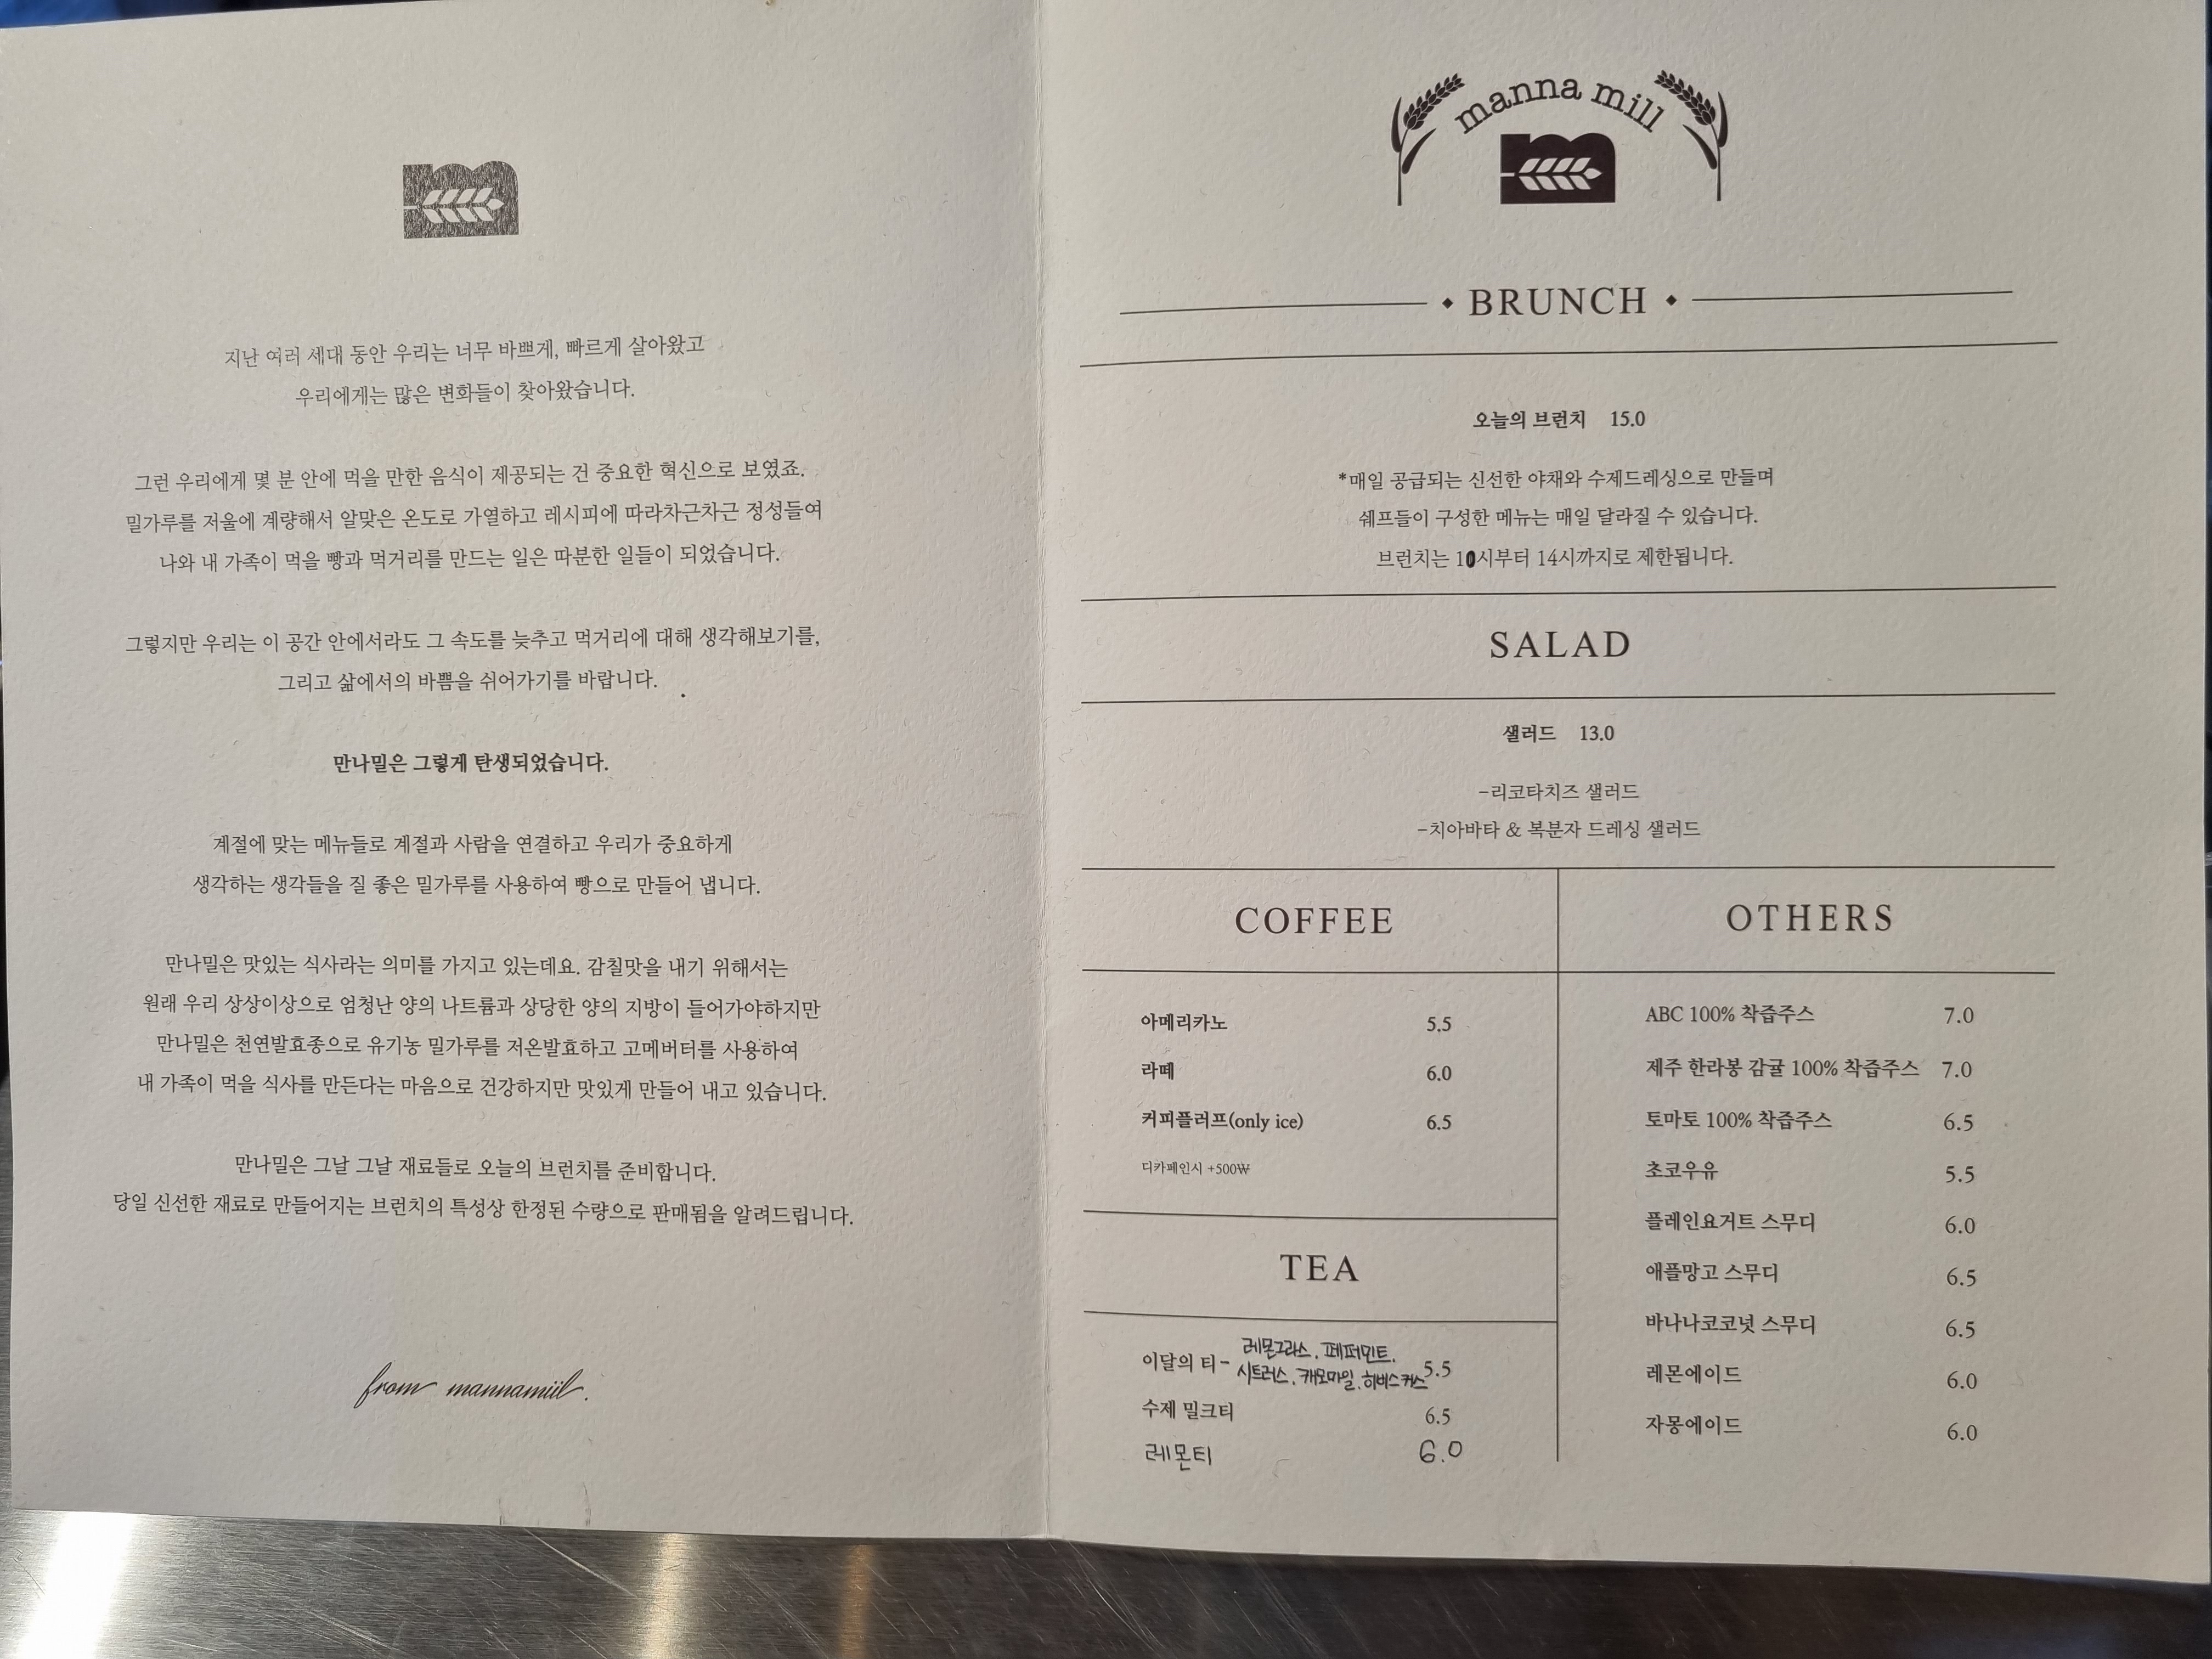 지난 여러 세대 동안 우리는 너무 바쁘게, 빠르게 살아왔고
우리에게는 많은 변화들이 찾아왔습니다.
그런 우리에게 몇 분 안에 먹을 만한 음식이 제공되는 건 중요한 혁신으로 보였죠.
밀가루를 저울에 계량해서 알맞은 온도로 가열하고 레시피에 따라차근차근 정성들여
나와 내 가족이 먹을 빵과 먹거리를 만드는 일은 따분한 일들이 되었습니다.
그렇지만 우리는 이 공간 안에서라도 그 속도를 늦추고 먹거리에 대해 생각해보기를,
그리고 삶에서의 바쁨을 쉬어가기를 바랍니다.
만나밀은 그렇게 탄생되었습니다.
계절에 맞는 메뉴들로 계절과 사람을 연결하고 우리가 중요하게
생각하는 생각들을 질 좋은 밀가루를 사용하여 빵으로 만들어 냅니다.
만나밀은 맛있는 식사라는 의미를 가지고 있는데요. 감칠맛을 내기 위해서는
원래 우리 상상이상으로 엄청난 양의 나트륨과 상당한 양의 지방이 들어가야하지만
만나밀은 천연발효종으로 유기농 밀가루를 저온발효하고 고메버터를 사용하여
내 가족이 먹을 식사를 만든다는 마음으로 건강하지만 맛있게 만들어 내고 있습니다.
만나밀은 그날 그날 재료들로 오늘의 브런치를 준비합니다.
당일 신선한 재료로 만들어지는 브런치의 특성상 한정된 수량으로 판매됨을 알려드립니다.
from mannamiil.
manna mill
m
BRUNCH
오늘의 브런치 15.0
*매일 공급되는 신선한 야채와 수제드레싱으로 만들며
쉐프들이 구성한 메뉴는 매일 달라질 수 있습니다.
브런치는 10시부터 14시까지로 제한됩니다.
SALAD
샐러드 13.0
-리코타치즈 샐러드
-치아바타 & 복분자 드레싱 샐러드
COFFEE
아메리카노 5.5
라떼 6.0
커피플러프(only ice) 6.5
디카페인시 +500₩
TEA
이달의 티- 레몬그라스, 페퍼민트,
시트러스, 캐모마일, 히비스커스 5.5
수제 밀크티 6.5
레몬티 6.0
OTHERS
ABC 100% 착즙주스 7.0
제주 한라봉 감귤 100% 착즙주스 7.0
토마토 100% 착즙주스 6.5
초코우유 5.5
플레인요거트 스무디 6.0
애플망고 스무디 6.5
바나나코코넛 스무디 6.5
레몬에이드 6.0
자몽에이드 6.0